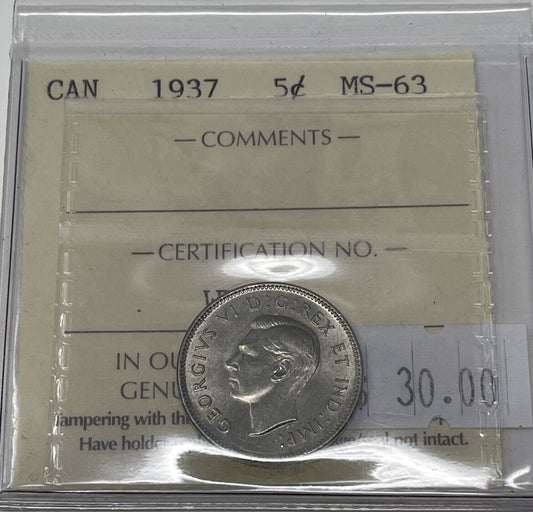 CAN 1937 5¢ MS-63
— COMMENTS —
— CERTIFICATION NO. —
IN OU
GENU
$ 30.00
Tampering with th
Have holde not intact.
GEORGIVS VI D:G:REX ET IND:IMP: